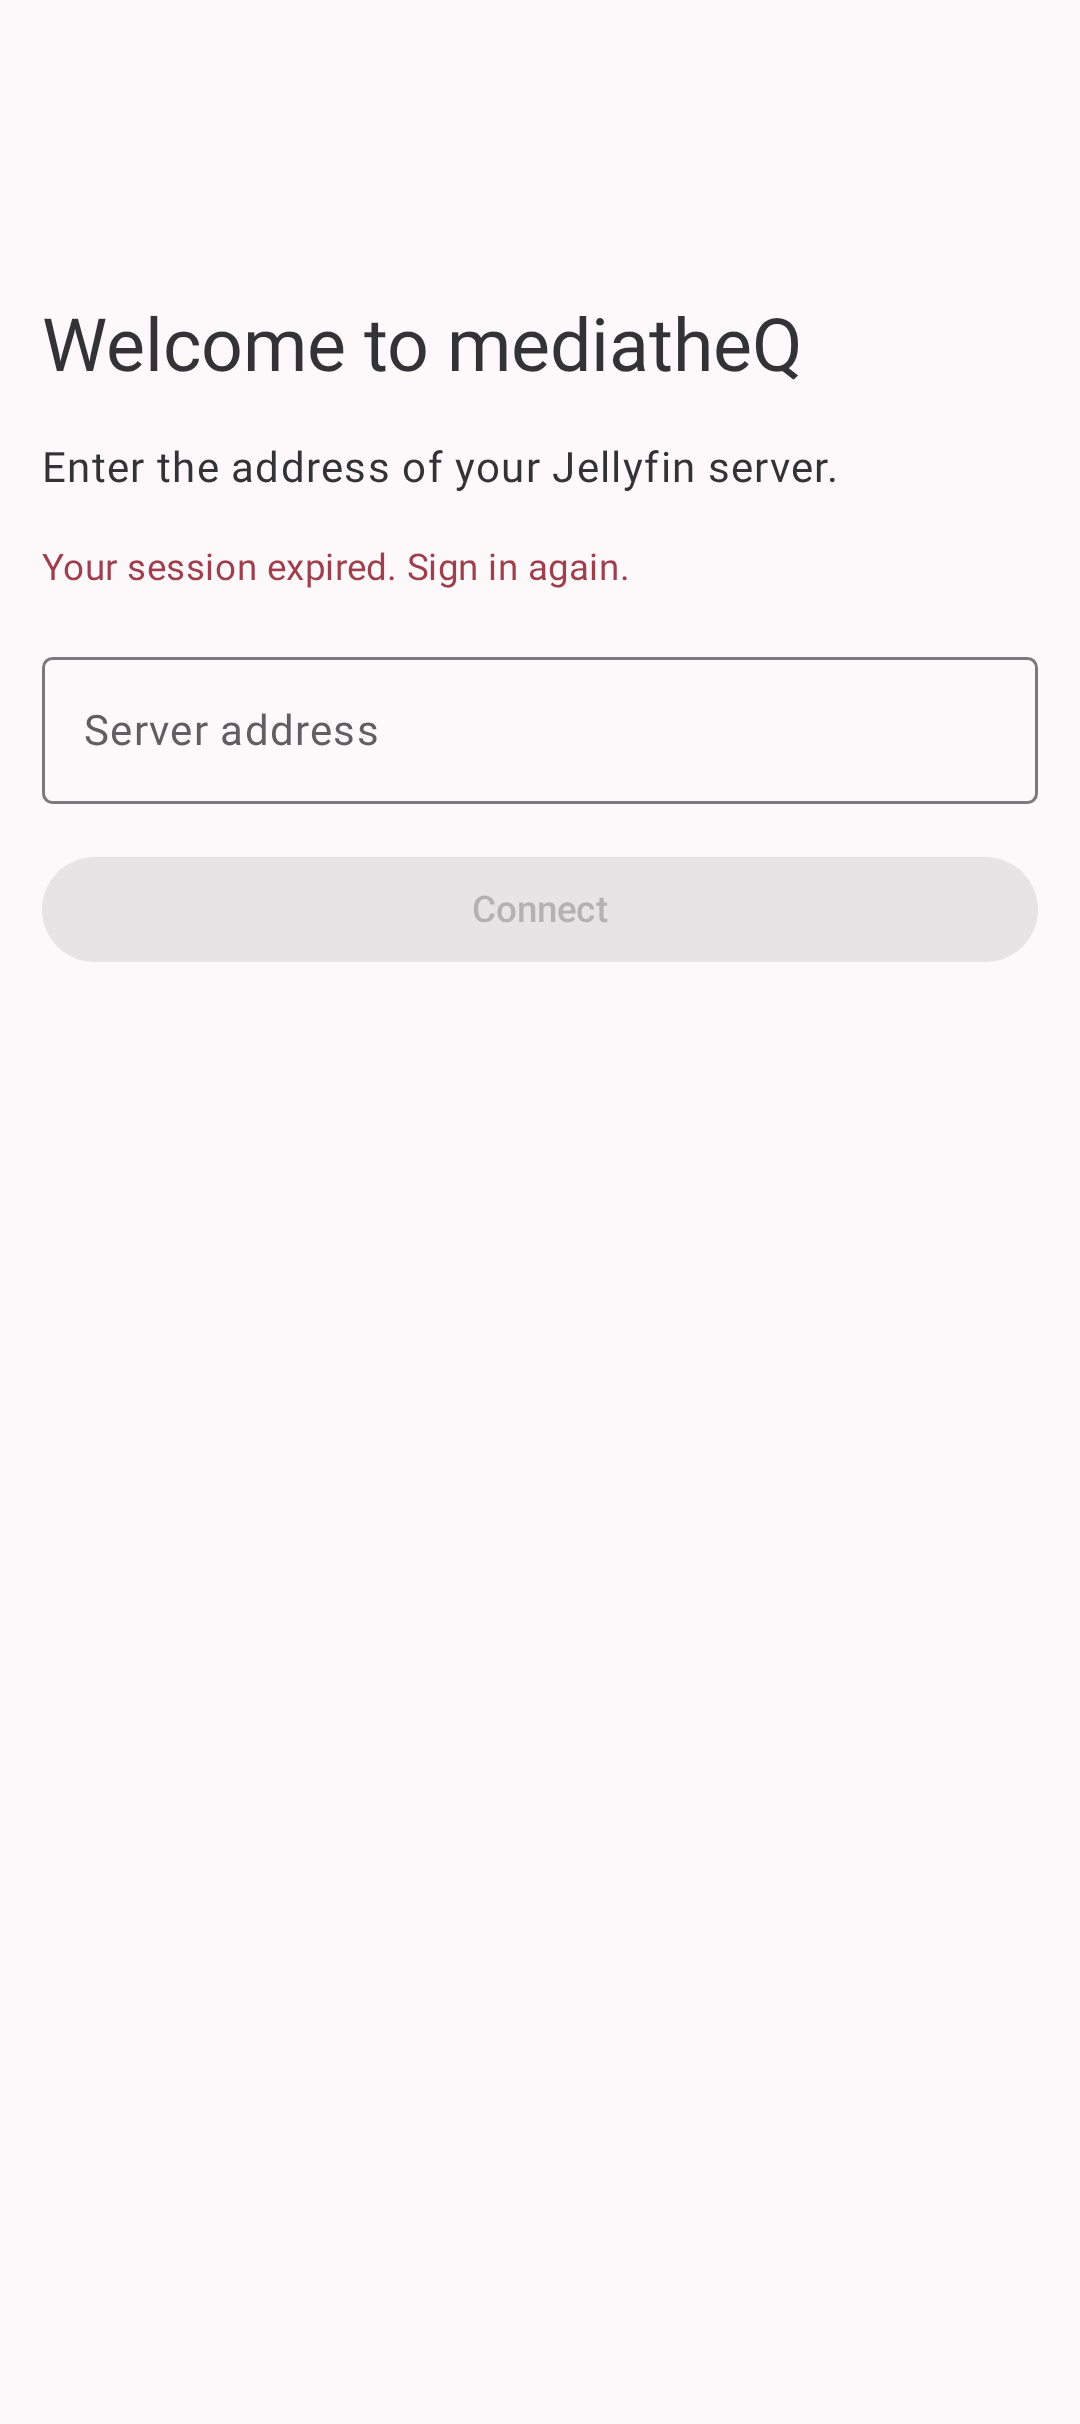 Welcome to mediatheQ
Enter the address of your Jellyfin server.
Your session expired. Sign in again.
Server address
Connect